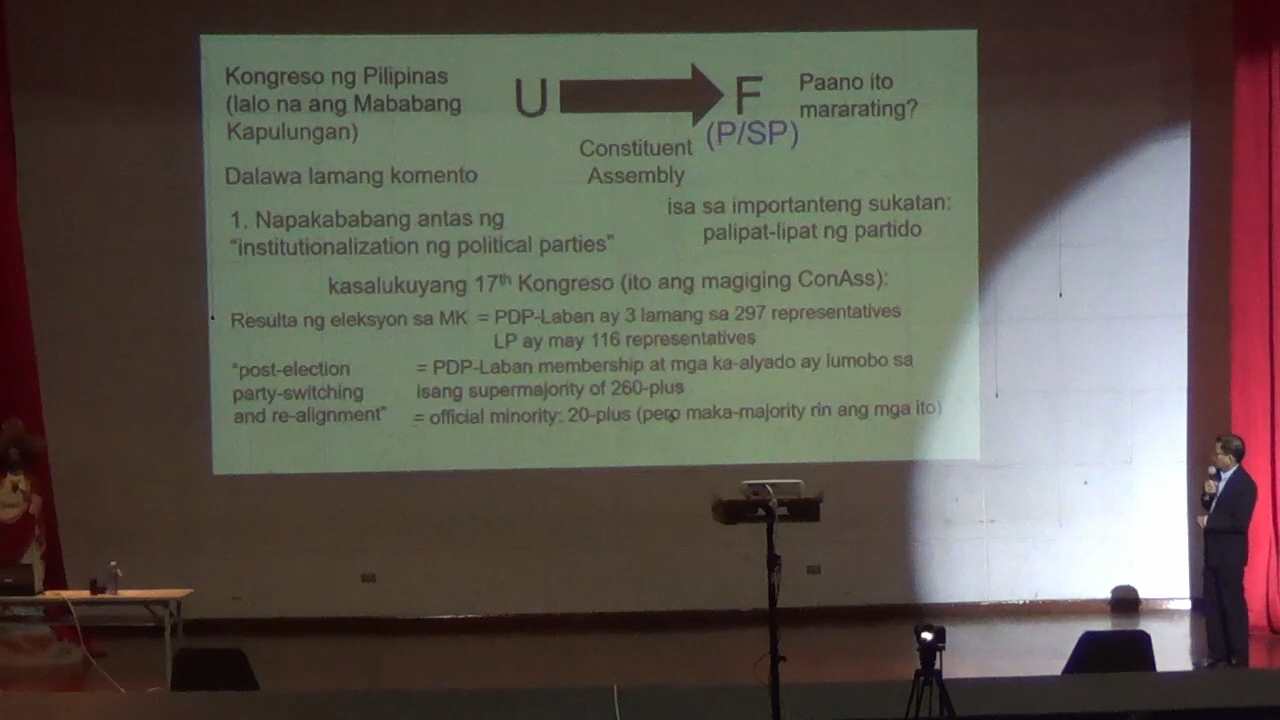 Kongreso ng Pilipinas
(lalo na ang Mababang
Kapulungan)
U
F
(P/SP)
Paano ito
mararating?
Constituent
Assembly
Dalawa lamang komento
1. Napakababang antas ng
“institutionalization ng political parties”
isa sa importanteng sukatan:
palipat-lipat ng partido
kasalukuyang 17th Kongreso (ito ang magiging ConAss):
Resulta ng eleksyon sa MK = PDP-Laban ay 3 lamang sa 297 representatives
LP ay may 116 representatives
“post-election
party-switching
and re-alignment”
= PDP-Laban membership at mga ka-alyado ay lumobo sa
isang supermajority of 260-plus
= official minority: 20-plus (pero maka-majority rin ang mga ito)